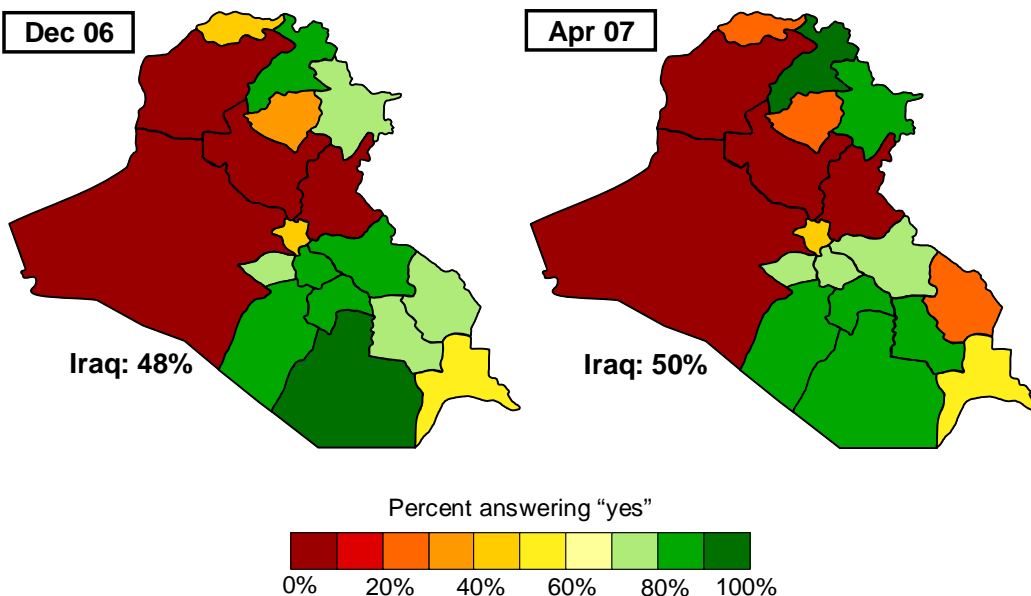 Dec 06
Apr 07
Iraq: 48%
Iraq: 50%
Percent answering “yes”
0% 20% 40% 60% 80% 100%